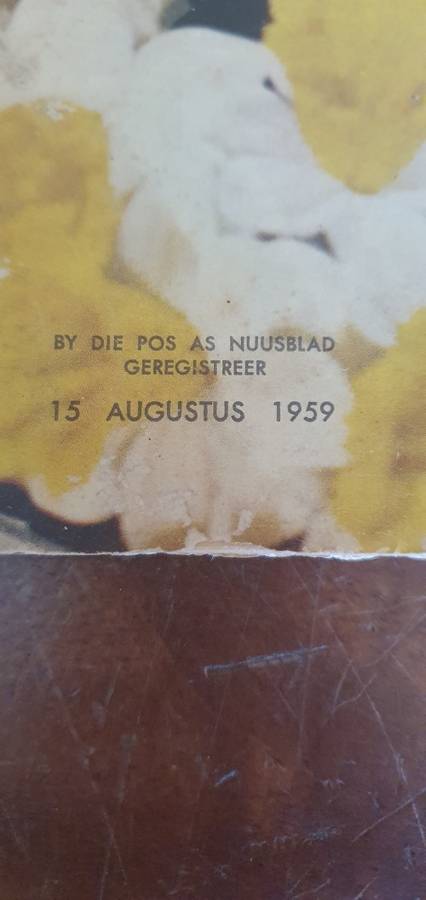 BY DIE POS AS NUUSBLAD
GEREGISTREER
15 AUGUSTUS 1959